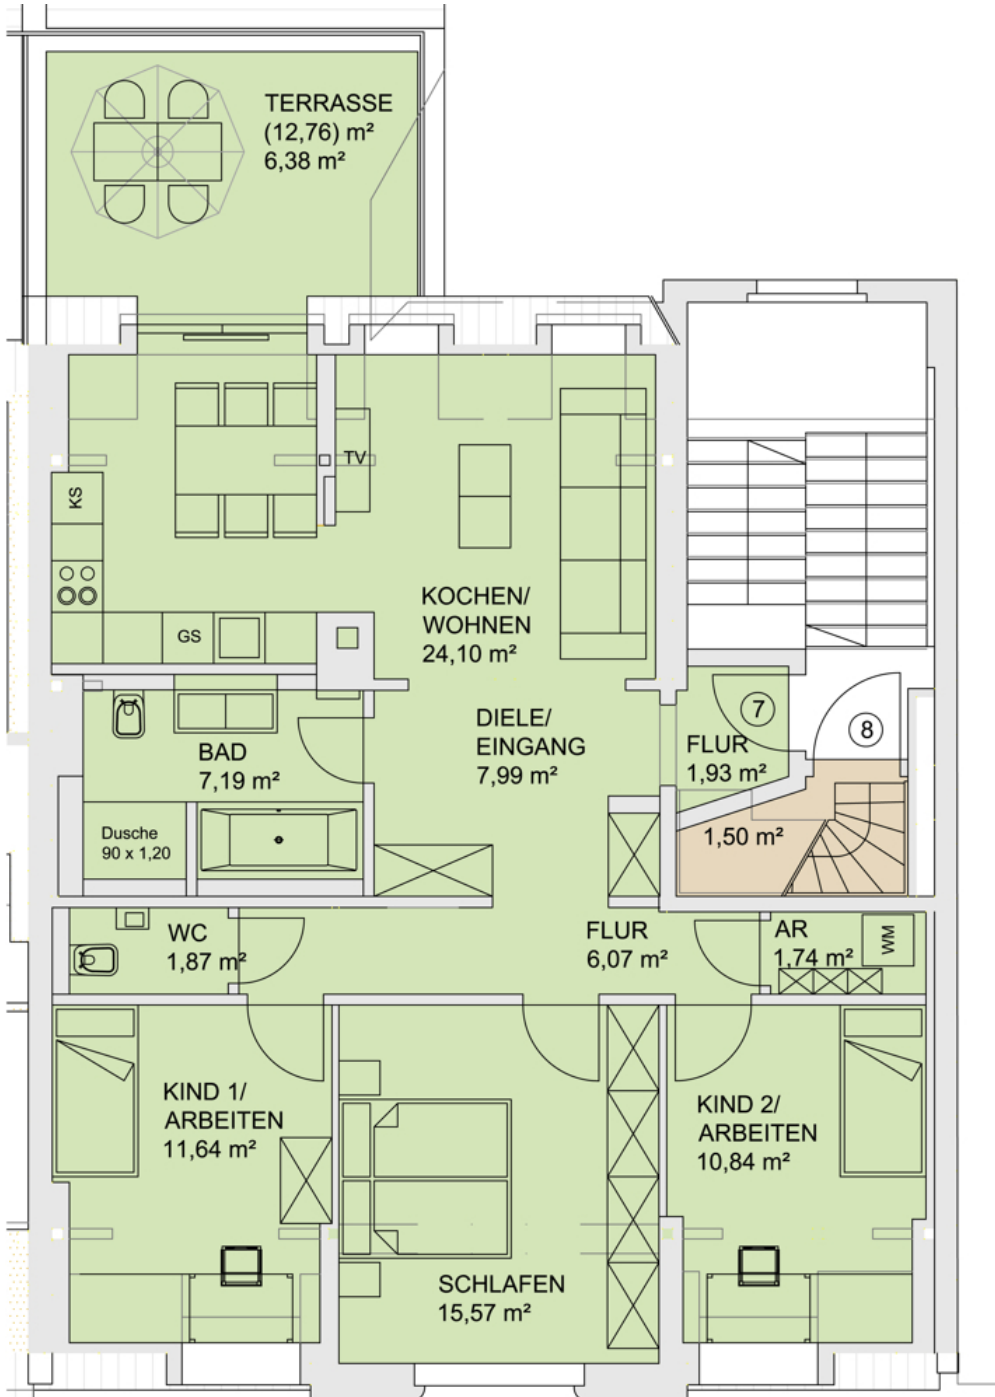 TERRASSE
(12,76) m²
6,38 m²
TV
KS
KOCHEN/
WOHNEN
24,10 m²
GS
DIELE/
EINGANG
7,99 m²
7
8
FLUR
1,93 m²
BAD
7,19 m²
Dusche
90 x 1,20
1,50 m²
WC
1,87 m²
FLUR
6,07 m²
AR
1,74 m²
WM
KIND 1/
ARBEITEN
11,64 m²
KIND 2/
ARBEITEN
10,84 m²
SCHLAFEN
15,57 m²